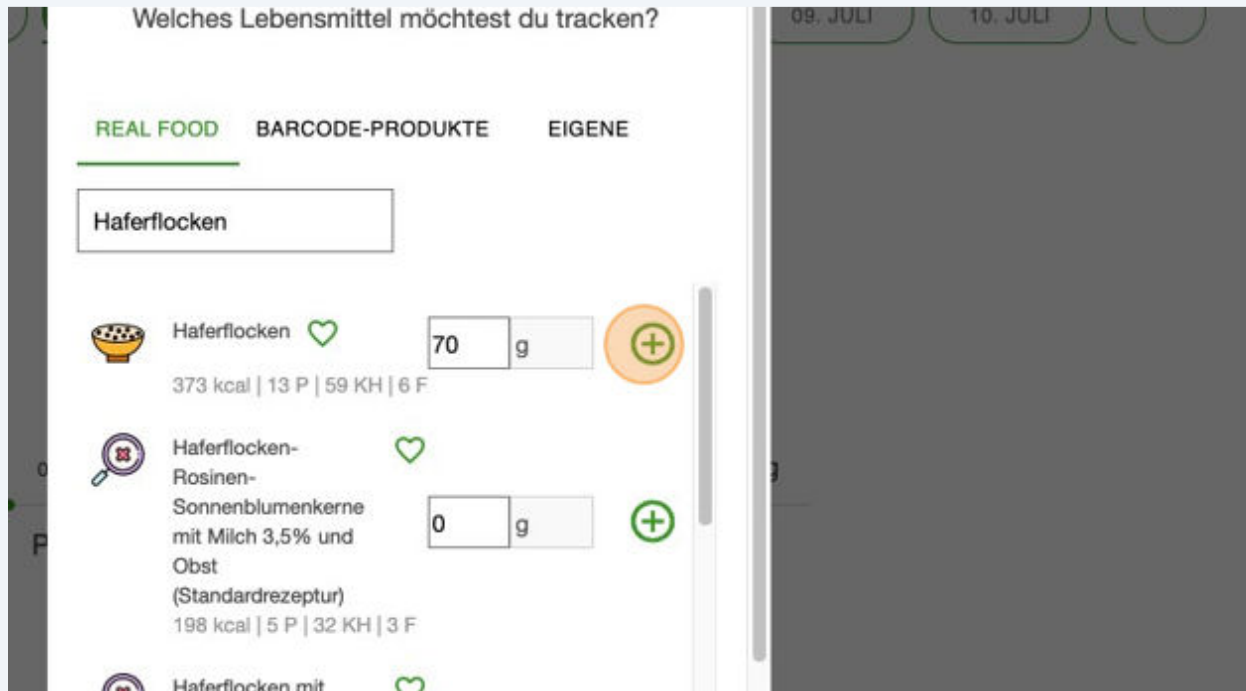 Welches Lebensmittel möchtest du tracken?
09. JULI
10. JULI
REAL FOOD
BARCODE-PRODUKTE
EIGENE
Haferflocken
Haferflocken
70 g
373 kcal | 13 P | 59 KH | 6 F
Haferflocken-
Rosinen-
Sonnenblumenkerne
mit Milch 3,5% und
Obst
(Standardrezeptur)
0 g
198 kcal | 5 P | 32 KH | 3 F
Haferflocken mit